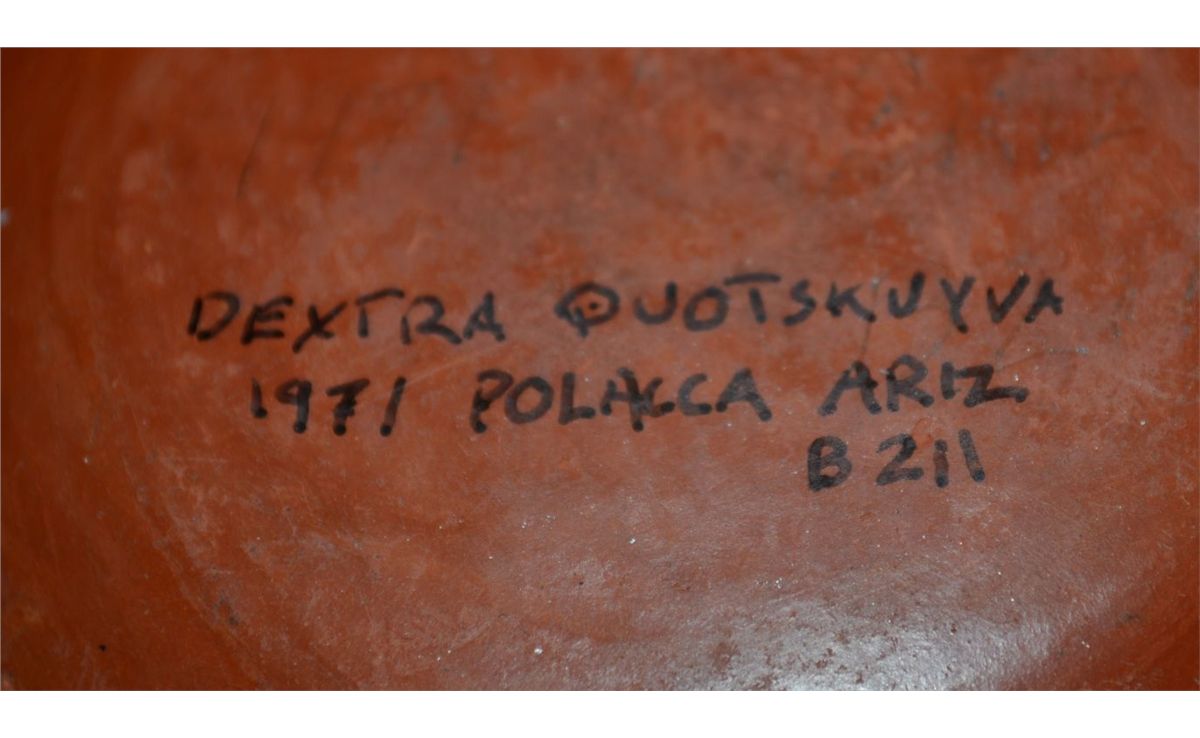 DEXTRA QUOTSKUYVA
1971 POLACCA ARIZ.
B 211